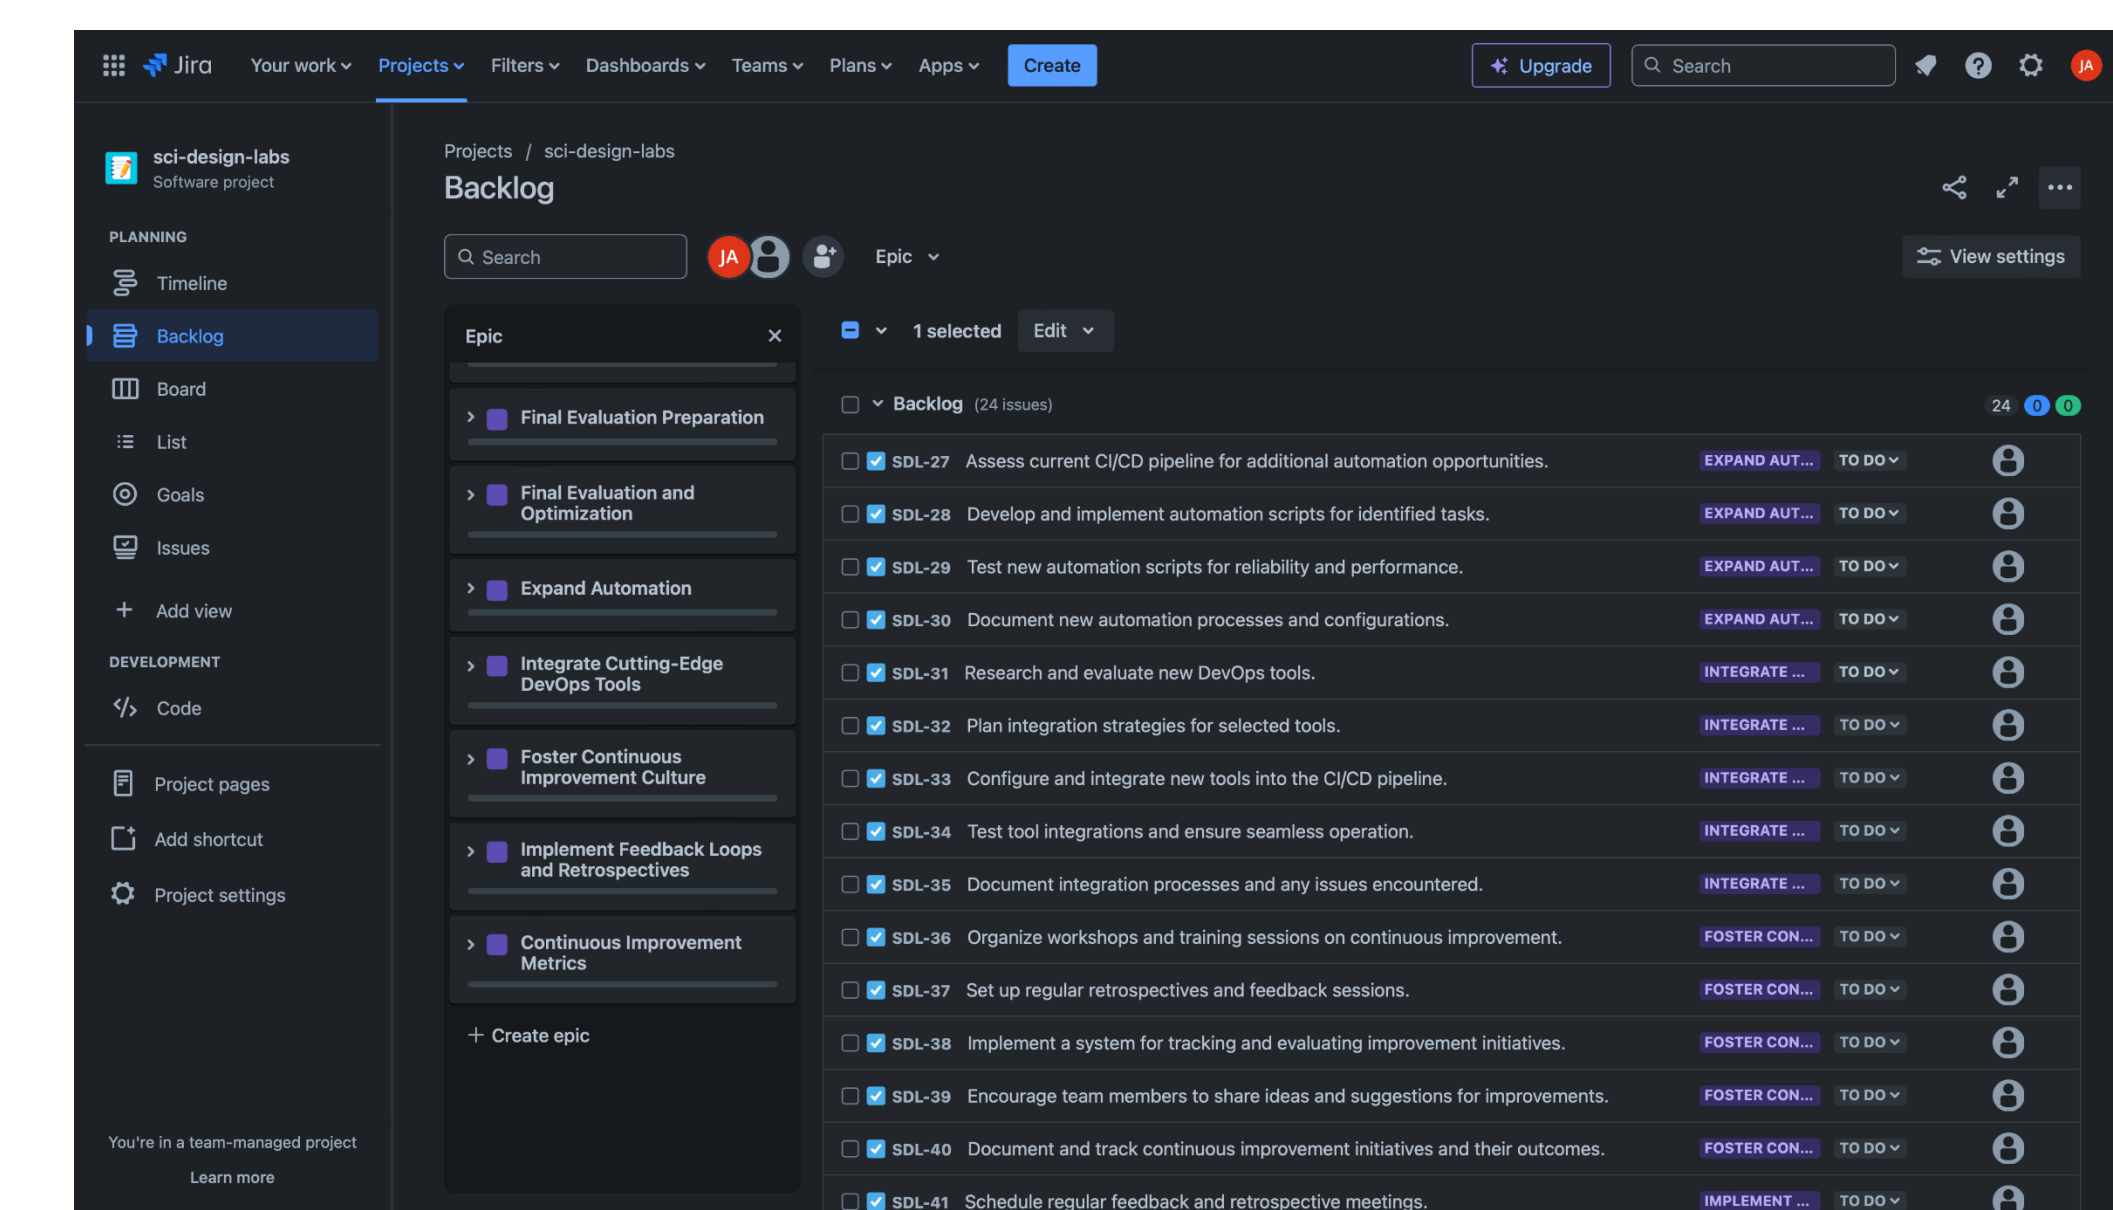 Jira Your work Projects Filters Dashboards Teams Plans Apps Create Upgrade Search JA
sci-design-labs
Software project
PLANNING
Timeline
Backlog
Board
List
Goals
Issues
Add view
DEVELOPMENT
Code
Project pages
Add shortcut
Project settings
You're in a team-managed project
Learn more
Projects / sci-design-labs
Backlog
Search JA Epic View settings
Epic
Final Evaluation Preparation
Final Evaluation and
Optimization
Expand Automation
Integrate Cutting-Edge
DevOps Tools
Foster Continuous
Improvement Culture
Implement Feedback Loops
and Retrospectives
Continuous Improvement
Metrics
+ Create epic
1 selected Edit
Backlog (24 issues) 24 0 0
SDL-27 Assess current CI/CD pipeline for additional automation opportunities. EXPAND AUT... TO DO
SDL-28 Develop and implement automation scripts for identified tasks. EXPAND AUT... TO DO
SDL-29 Test new automation scripts for reliability and performance. EXPAND AUT... TO DO
SDL-30 Document new automation processes and configurations. EXPAND AUT... TO DO
SDL-31 Research and evaluate new DevOps tools. INTEGRATE ... TO DO
SDL-32 Plan integration strategies for selected tools. INTEGRATE ... TO DO
SDL-33 Configure and integrate new tools into the CI/CD pipeline. INTEGRATE ... TO DO
SDL-34 Test tool integrations and ensure seamless operation. INTEGRATE ... TO DO
SDL-35 Document integration processes and any issues encountered. INTEGRATE ... TO DO
SDL-36 Organize workshops and training sessions on continuous improvement. FOSTER CON... TO DO
SDL-37 Set up regular retrospectives and feedback sessions. FOSTER CON... TO DO
SDL-38 Implement a system for tracking and evaluating improvement initiatives. FOSTER CON... TO DO
SDL-39 Encourage team members to share ideas and suggestions for improvements. FOSTER CON... TO DO
SDL-40 Document and track continuous improvement initiatives and their outcomes. FOSTER CON... TO DO
SDL-41 Schedule regular feedback and retrospective meetings. IMPLEMENT ... TO DO